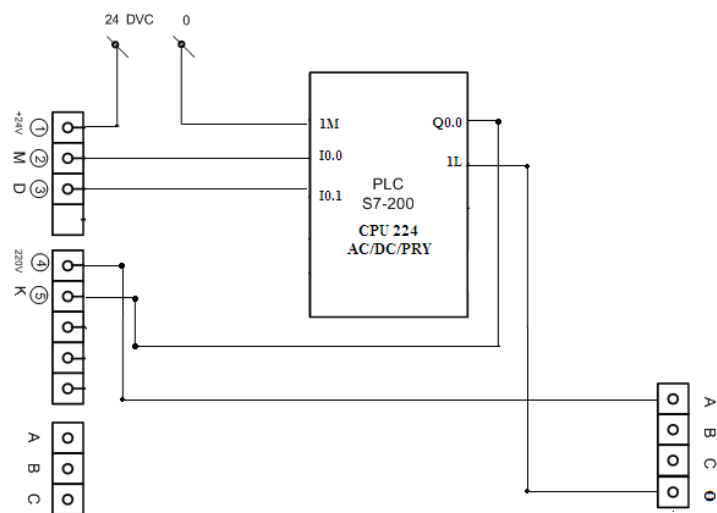 24 DVC 0
+24V 1
M 2
D 3
220V 4
K 5
A
B
C
1M
I0.0
I0.1
Q0.0
1L
PLC
S7-200
CPU 224
AC/DC/PRY
A
B
C
0